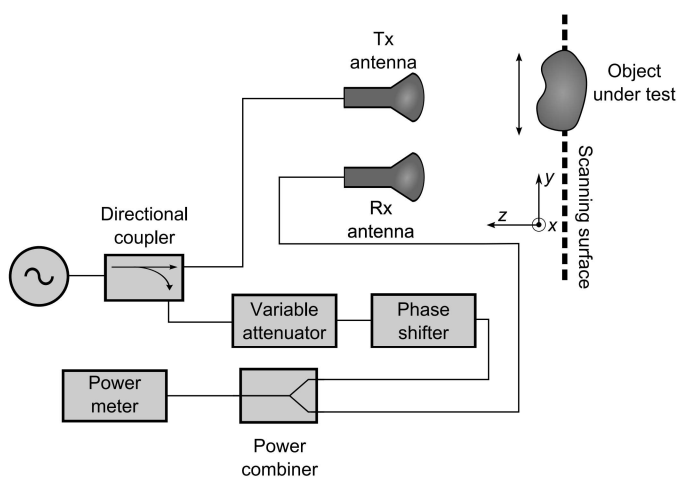 Tx
antenna
Object
under test
Rx
antenna
Scanning surface
y
z
x
Directional
coupler
Variable
attenuator
Phase
shifter
Power
meter
Power
combiner